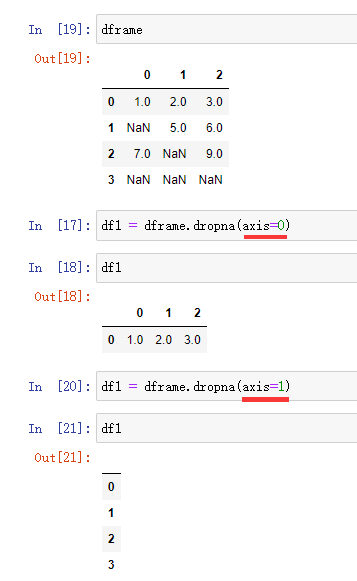 In [19]: dframe
Out[19]:
0 1 2
0 1.0 2.0 3.0
1 NaN 5.0 6.0
2 7.0 NaN 9.0
3 NaN NaN NaN
In [17]: df1 = dframe.dropna(axis=0)
In [18]: df1
Out[18]:
0 1 2
0 1.0 2.0 3.0
In [20]: df1 = dframe.dropna(axis=1)
In [21]: df1
Out[21]:
0
1
2
3